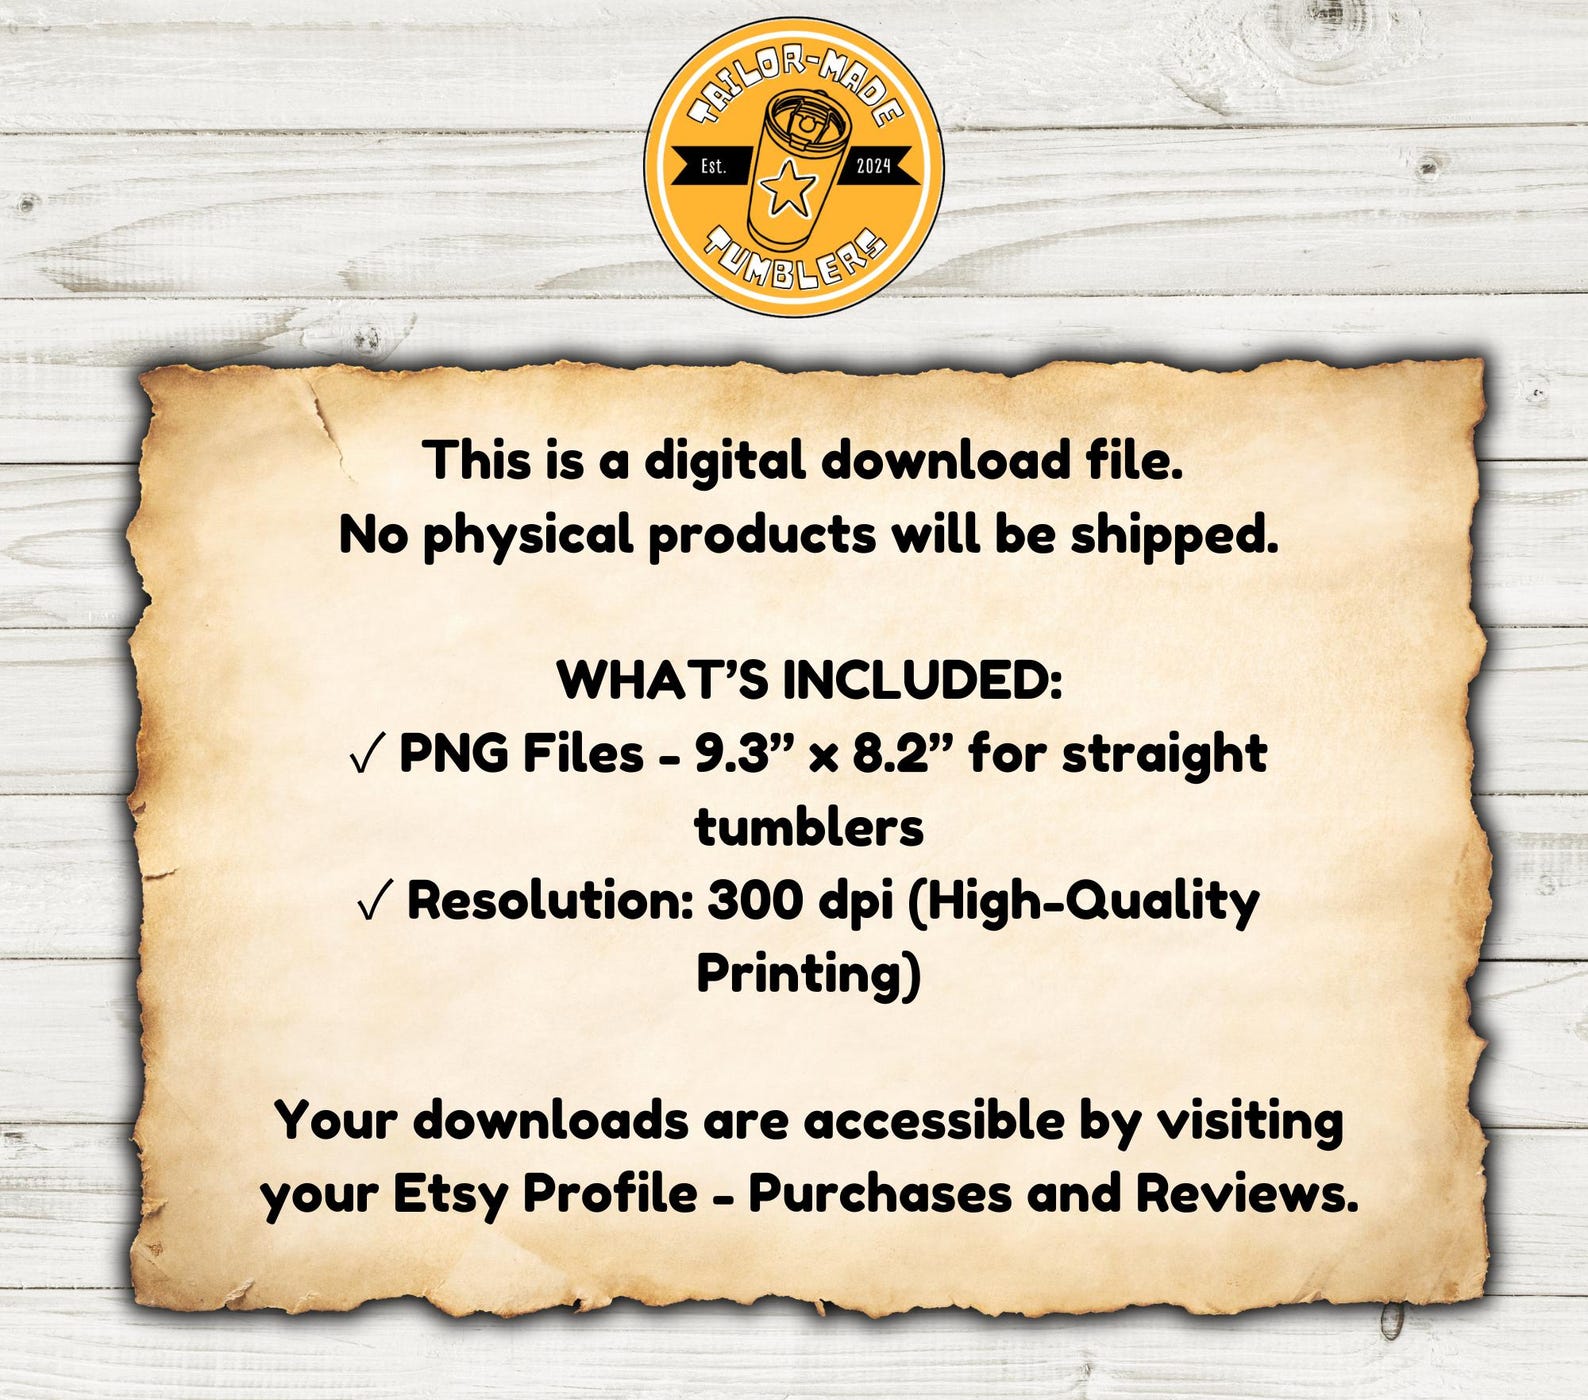 TAILOR-MADE
Est. 2024
TUMBLERS
This is a digital download file.
No physical products will be shipped.
WHAT’S INCLUDED:
✓ PNG Files - 9.3” x 8.2” for straight
tumblers
✓ Resolution: 300 dpi (High-Quality
Printing)
Your downloads are accessible by visiting
your Etsy Profile - Purchases and Reviews.